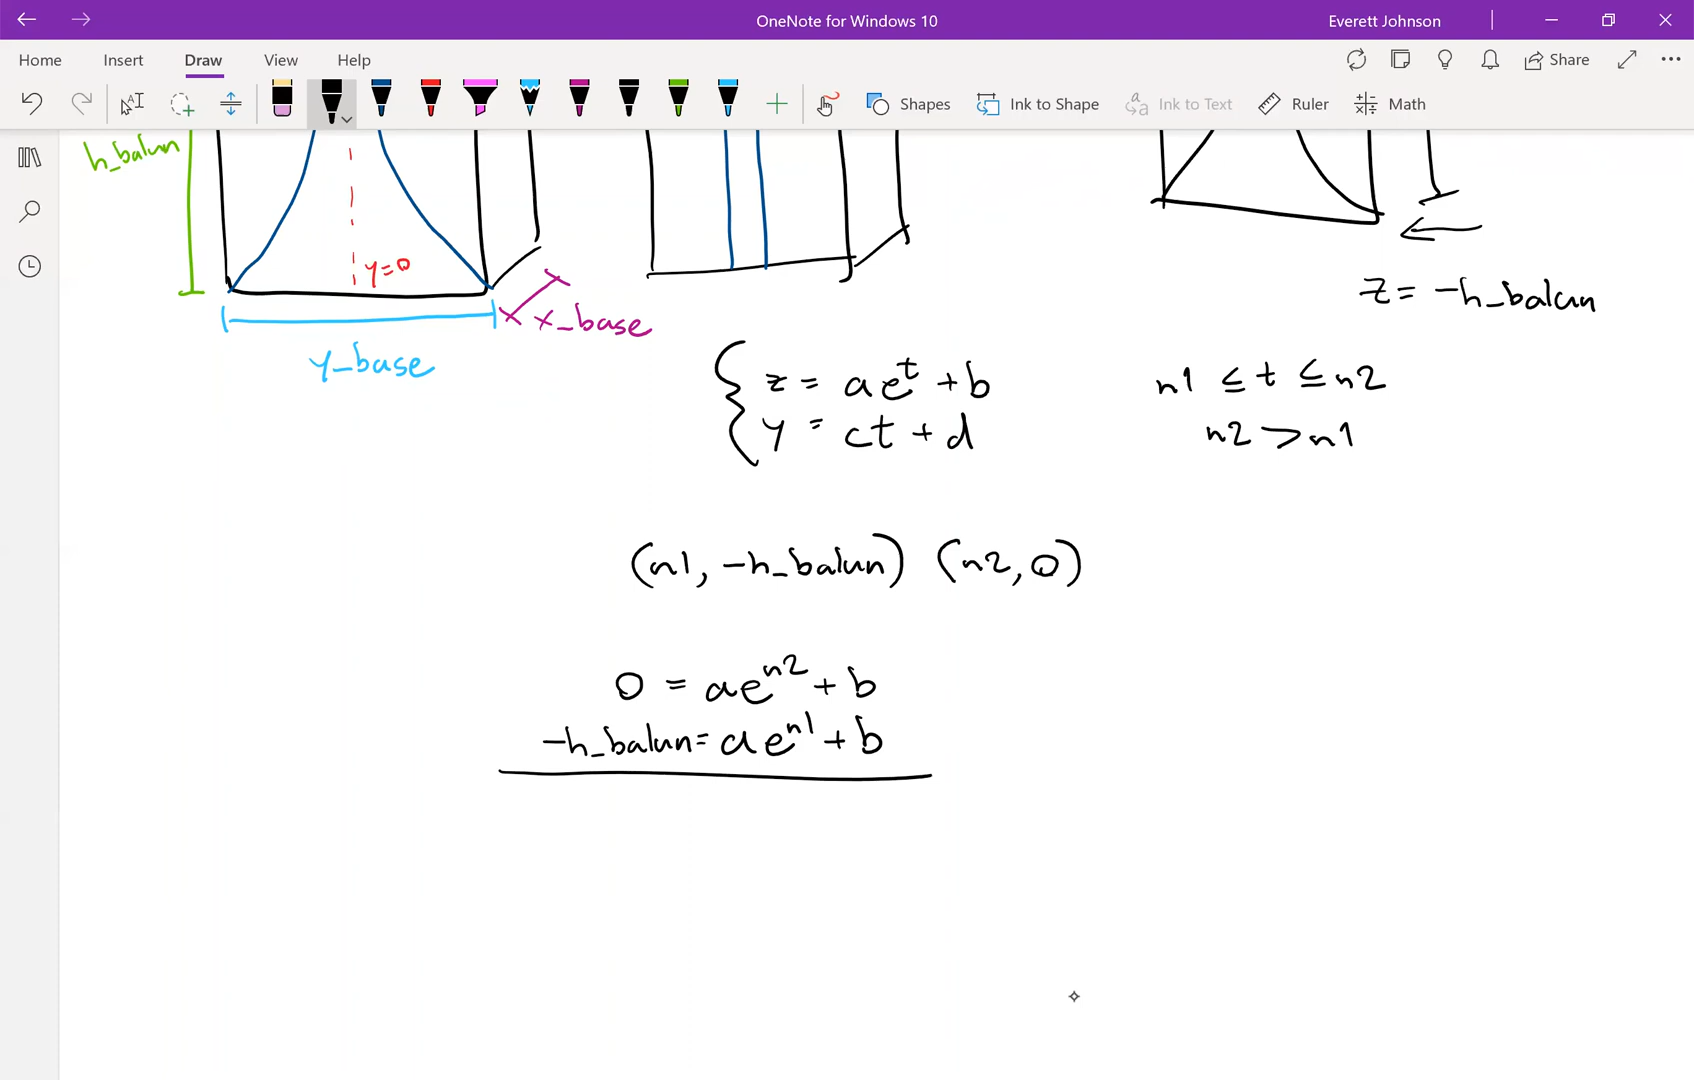 OneNote for Windows 10
Everett Johnson
Home Insert Draw View Help
Share
Shapes Ink to Shape Ink to Text Ruler Math
h_balun
y=0
x_base
y_base
z = -h_balun
z = ae^t + b
y = ct + d
n1 ≤ t ≤ n2
n2 > n1
(n1, -h_balun) (n2, 0)
0 = ae^n2 + b
-h_balun = ae^n1 + b